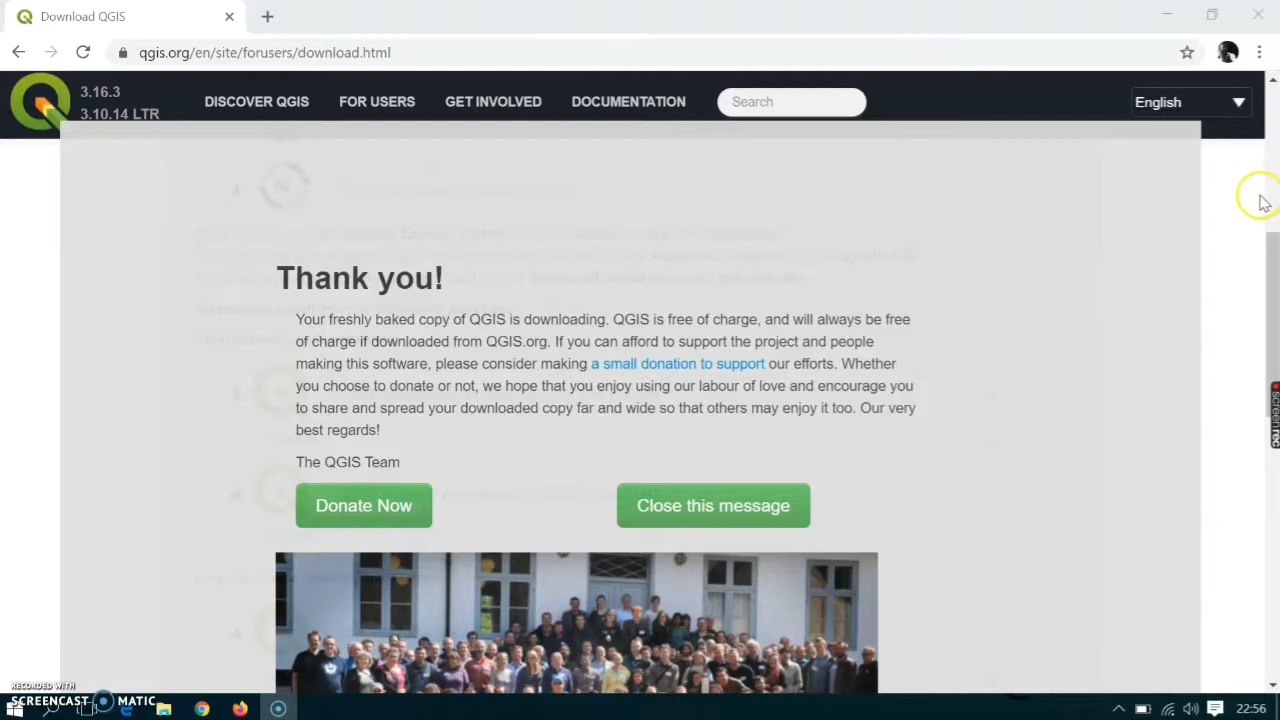 Download QGIS
qgis.org/en/site/forusers/download.html
3.16.3
3.10.14 LTR
DISCOVER QGIS
FOR USERS
GET INVOLVED
DOCUMENTATION
Search
English
Thank you!
Your freshly baked copy of QGIS is downloading. QGIS is free of charge, and will always be free
of charge if downloaded from QGIS.org. If you can afford to support the project and people
making this software, please consider making a small donation to support our efforts. Whether
you choose to donate or not, we hope that you enjoy using our labour of love and encourage you
to share and spread your downloaded copy far and wide so that others may enjoy it too. Our very
best regards!
The QGIS Team
Donate Now
Close this message
screenrec
RECORDED WITH
SCREENCAST MATIC
22:56